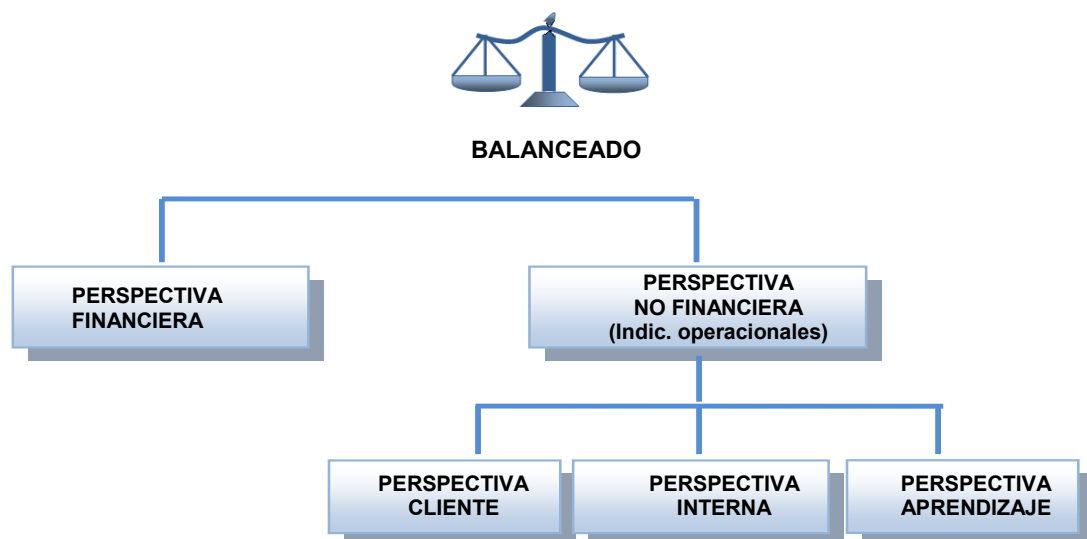 BALANCEADO
PERSPECTIVA
FINANCIERA
PERSPECTIVA
NO FINANCIERA
(Indic. operacionales)
PERSPECTIVA
CLIENTE
PERSPECTIVA
INTERNA
PERSPECTIVA
APRENDIZAJE